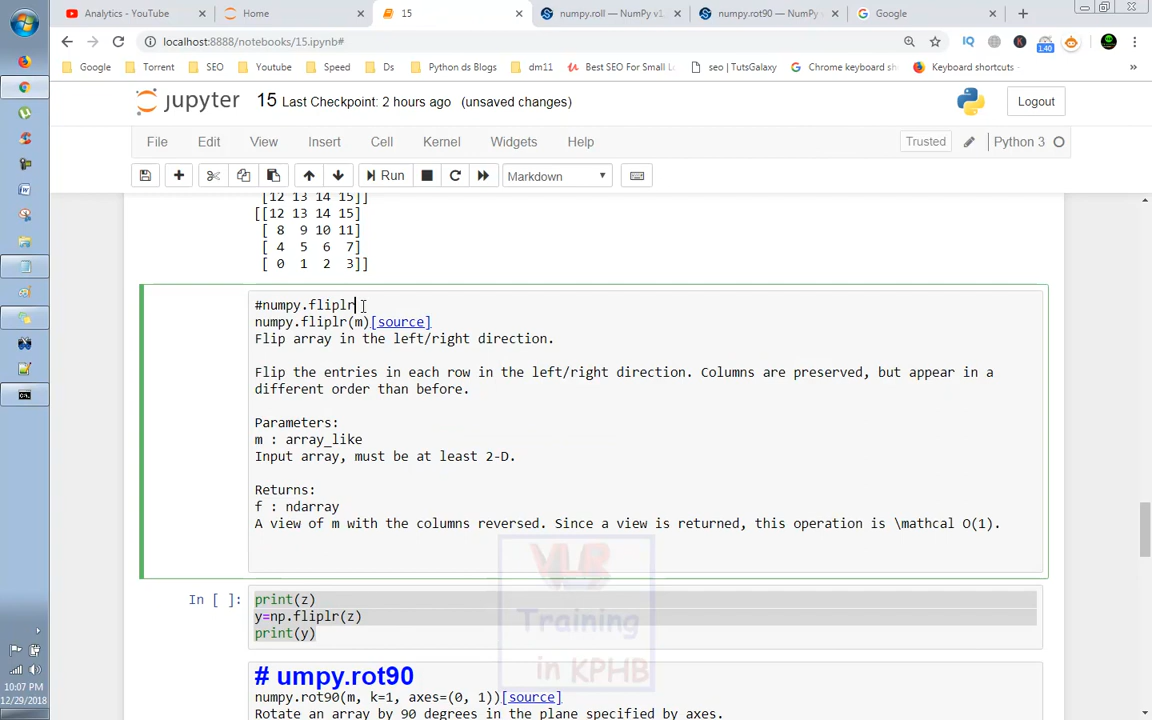 Analytics - YouTube
Home
15
numpy.roll — NumPy v1
numpy.rot90 — NumPy v
Google
localhost:8888/notebooks/15.ipynb#
IQ
K
1.40
Google
Torrent
SEO
Youtube
Speed
Ds
Python ds Blogs
dm11
Best SEO For Small L
seo | TutsGalaxy
Chrome keyboard sh
Keyboard shortcuts
»
jupyter 15 Last Checkpoint: 2 hours ago (unsaved changes)
Logout
File
Edit
View
Insert
Cell
Kernel
Widgets
Help
Trusted
Python 3
Run
Markdown
[12 13 14 15]]
[[12 13 14 15]
[ 8 9 10 11]
[ 4 5 6 7]
[ 0 1 2 3]]
#numpy.fliplr
numpy.fliplr(m)[source]
Flip array in the left/right direction.
Flip the entries in each row in the left/right direction. Columns are preserved, but appear in a
different order than before.
Parameters:
m : array_like
Input array, must be at least 2-D.
Returns:
f : ndarray
A view of m with the columns reversed. Since a view is returned, this operation is \mathcal O(1).
VLR
Training
in KPHB
In [ ]:
print(z)
y=np.fliplr(z)
print(y)
# umpy.rot90
numpy.rot90(m, k=1, axes=(0, 1))[source]
Rotate an array by 90 degrees in the plane specified by axes.
10:07 PM
12/29/2018